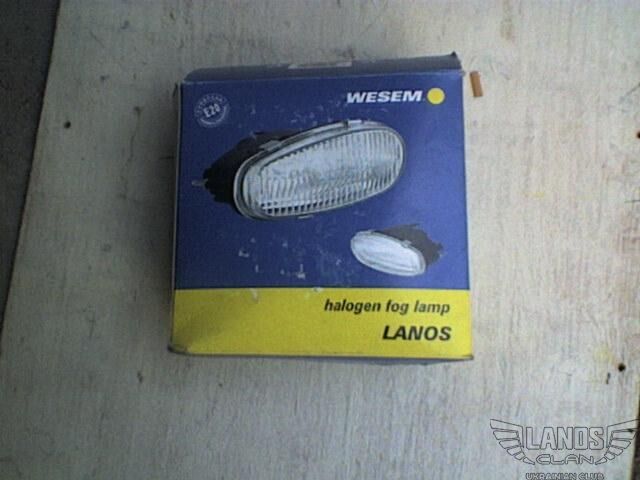 WESEM
E20
halogen fog lamp
LANOS
LANOS
CLAN
UKRAINIAN CLUB